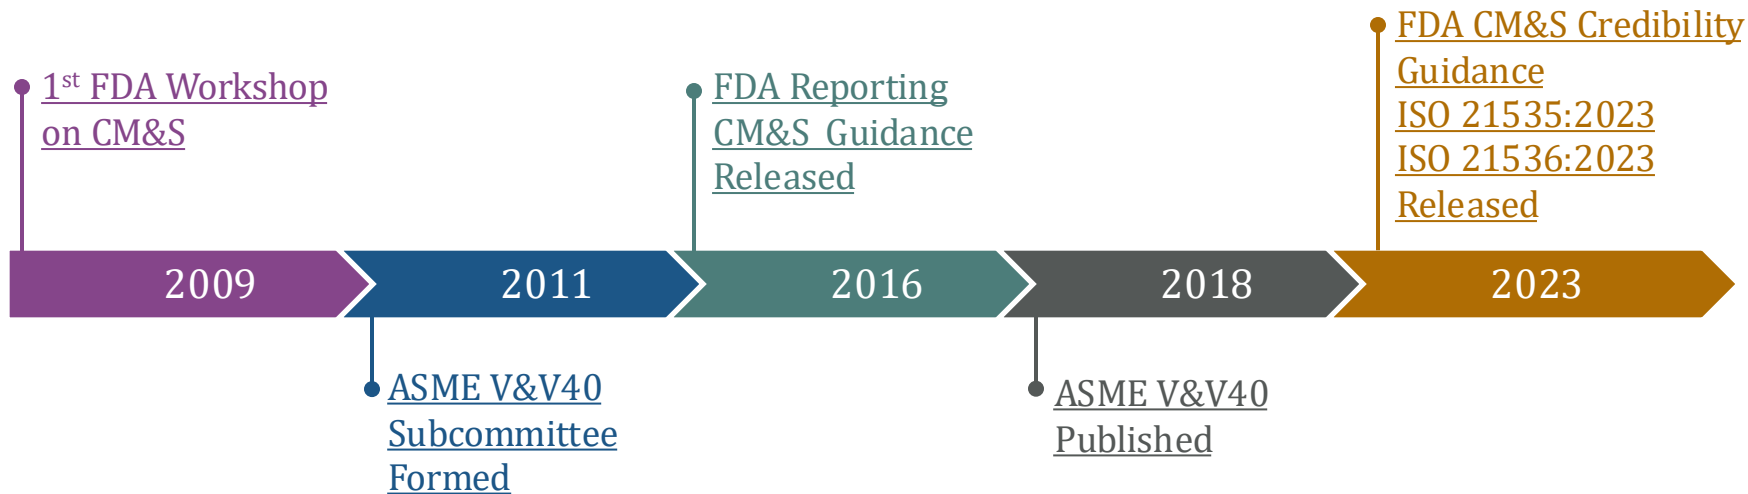 1st FDA Workshop
on CM&S
FDA Reporting
CM&S Guidance
Released
FDA CM&S Credibility
Guidance
ISO 21535:2023
ISO 21536:2023
Released
2009
2011
2016
2018
2023
ASME V&V40
Subcommittee
Formed
ASME V&V40
Published